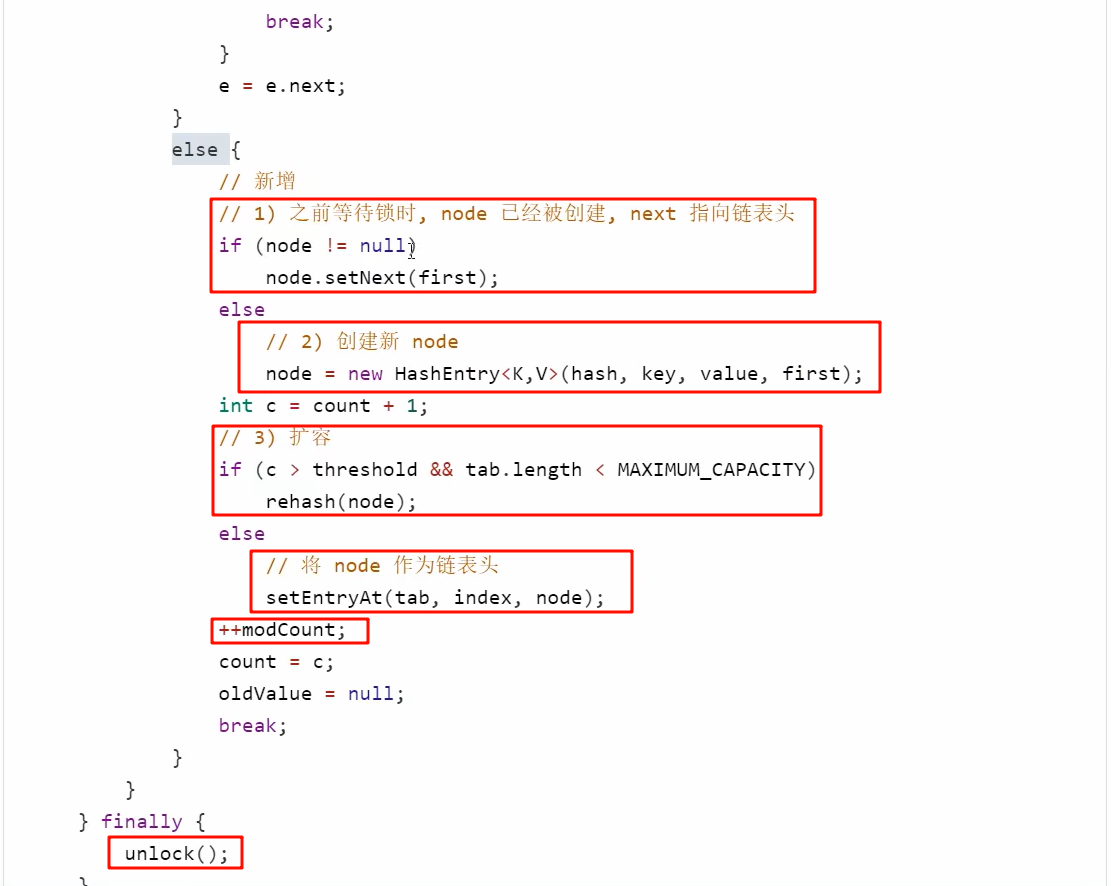 break;
}
e = e.next;
}
else {
// 新增
// 1) 之前等待锁时, node 已经被创建, next 指向链表头
if (node != null)
node.setNext(first);
else
// 2) 创建新 node
node = new HashEntry<K,V>(hash, key, value, first);
int c = count + 1;
// 3) 扩容
if (c > threshold && tab.length < MAXIMUM_CAPACITY)
rehash(node);
else
// 将 node 作为链表头
setEntryAt(tab, index, node);
++modCount;
count = c;
oldValue = null;
break;
}
}
} finally {
unlock();
}